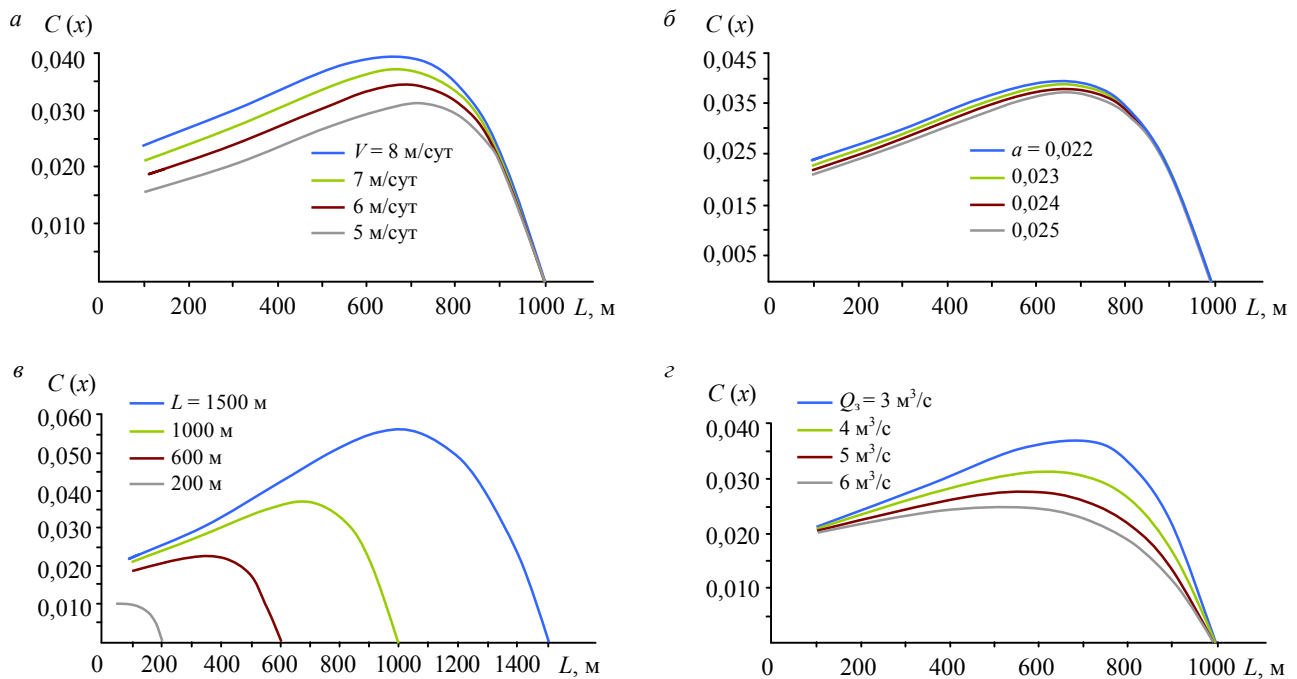 а
C (x)
0,040
0,030
0,020
0,010
V = 8 м/сут
7 м/сут
6 м/сут
5 м/сут
0 200 400 600 800 1000 L, м
б
C (x)
0,045
0,035
0,025
0,015
0,005
a = 0,022
0,023
0,024
0,025
0 200 400 600 800 1000 L, м
в
C (x)
0,060
0,050
0,040
0,030
0,020
0,010
L = 1500 м
1000 м
600 м
200 м
0 200 400 600 800 1000 1200 1400 L, м
г
C (x)
0,040
0,030
0,020
0,010
Qз = 3 м³/с
4 м³/с
5 м³/с
6 м³/с
0 200 400 600 800 1000 L, м